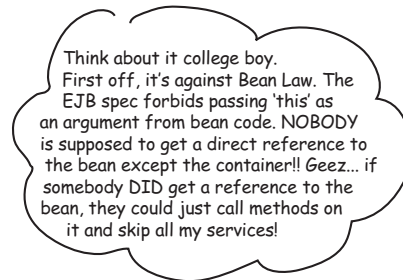 Think about it college boy.
First off, it's against Bean Law. The
EJB spec forbids passing 'this' as
an argument from bean code. NOBODY
is supposed to get a direct reference to
the bean except the container!! Geez... if
somebody DID get a reference to the
bean, they could just call methods on
it and skip all my services!